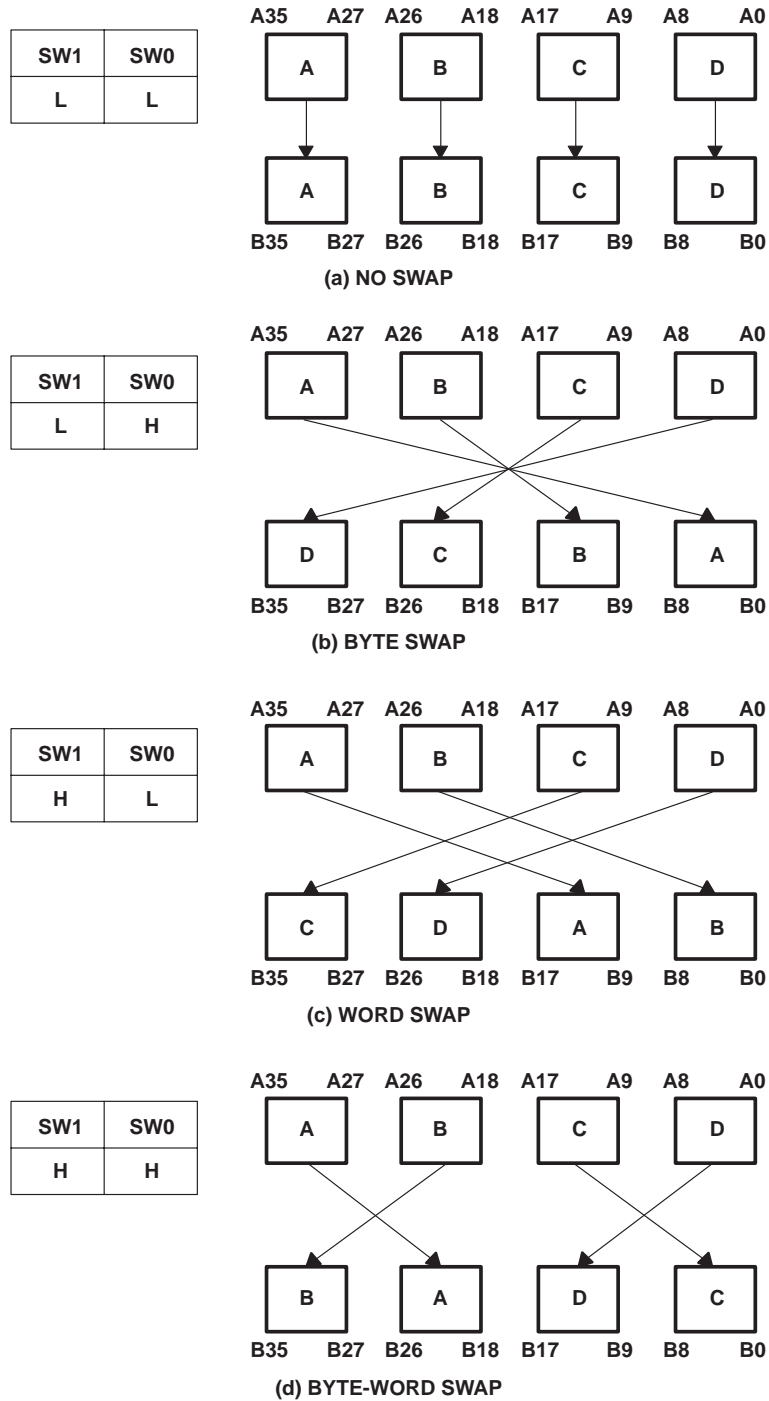 A35 A27 A26 A18 A17 A9 A8 A0
SW1 SW0
L L
A B C D
A B C D
B35 B27 B26 B18 B17 B9 B8 B0
(a) NO SWAP
A35 A27 A26 A18 A17 A9 A8 A0
SW1 SW0
L H
A B C D
D C B A
B35 B27 B26 B18 B17 B9 B8 B0
(b) BYTE SWAP
A35 A27 A26 A18 A17 A9 A8 A0
SW1 SW0
H L
A B C D
C D A B
B35 B27 B26 B18 B17 B9 B8 B0
(c) WORD SWAP
A35 A27 A26 A18 A17 A9 A8 A0
SW1 SW0
H H
A B C D
B A D C
B35 B27 B26 B18 B17 B9 B8 B0
(d) BYTE-WORD SWAP